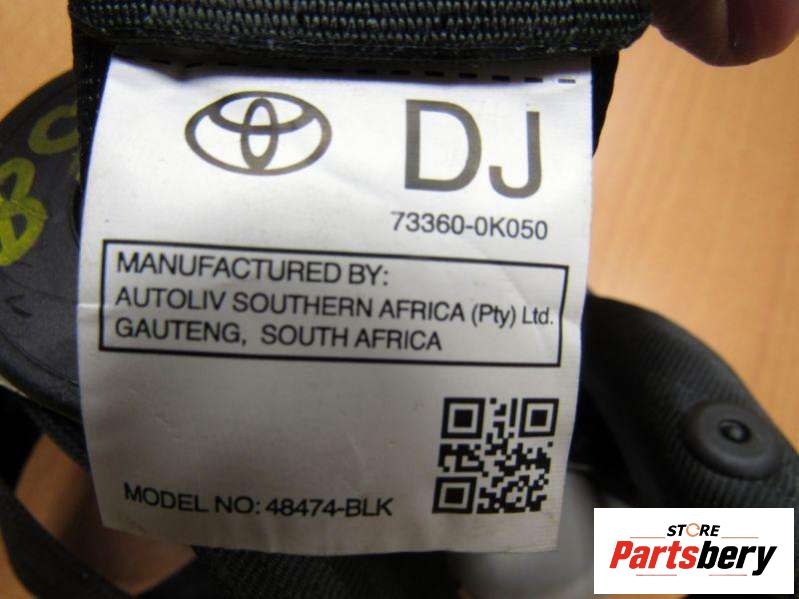 DJ
73360-0K050
MANUFACTURED BY:
AUTOLIV SOUTHERN AFRICA (Pty) Ltd.
GAUTENG, SOUTH AFRICA
MODEL NO: 48474-BLK
STORE
Partsbery